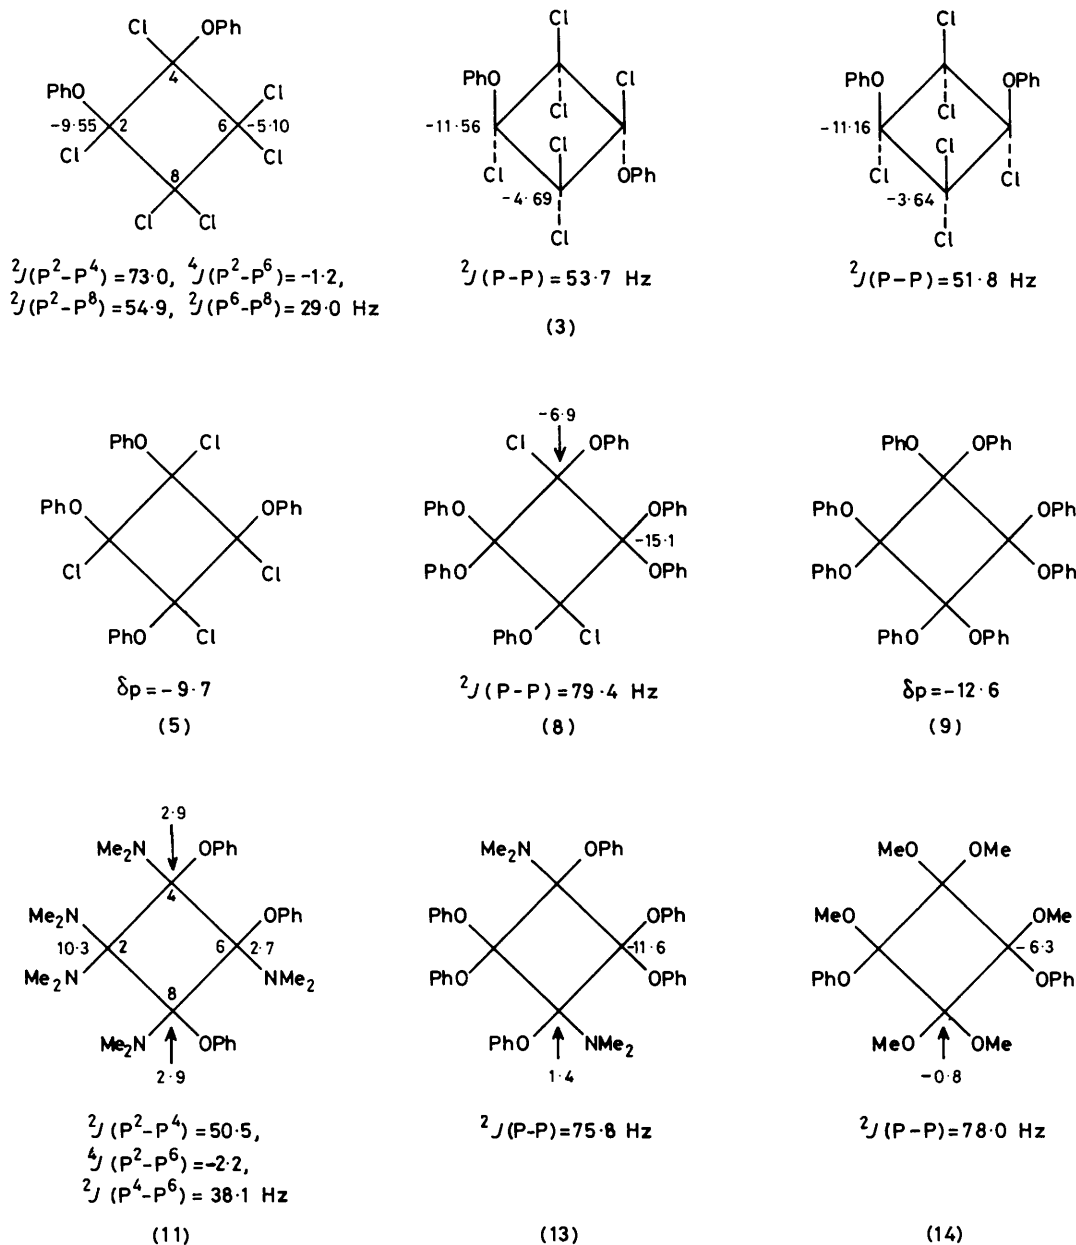 Cl OPh
PhO
4
Cl
-9·55 2 6 -5·10
Cl Cl
8
Cl Cl
²J(P²-P⁴)=73·0, ⁴J(P²-P⁶)=-1·2,
²J(P²-P⁸)=54·9, ²J(P⁶-P⁸)=29·0 Hz
Cl
PhO Cl
Cl
-11·56
Cl
Cl OPh
-4·69
Cl
²J(P-P)=53·7 Hz
(3)
Cl
PhO OPh
Cl
-11·16
Cl
Cl Cl
-3·64
Cl
²J(P-P)=51·8 Hz
PhO Cl
PhO OPh
Cl Cl
PhO Cl
δp=-9·7
(5)
-6·9
Cl OPh
PhO OPh
-15·1
PhO OPh
PhO Cl
²J(P-P)=79·4 Hz
(8)
PhO OPh
PhO OPh
PhO OPh
PhO OPh
δp=-12·6
(9)
2·9
Me₂N OPh
4
Me₂N OPh
10·3 2 6 2·7
Me₂N NMe₂
8
Me₂N OPh
2·9
²J(P²-P⁴)=50·5,
⁴J(P²-P⁶)=-2·2,
²J(P⁴-P⁶)=38·1 Hz
(11)
Me₂N OPh
PhO OPh
-11·6
PhO OPh
PhO NMe₂
1·4
²J(P-P)=75·8 Hz
(13)
MeO OMe
MeO OMe
-6·3
PhO OPh
MeO OMe
-0·8
²J(P-P)=78·0 Hz
(14)